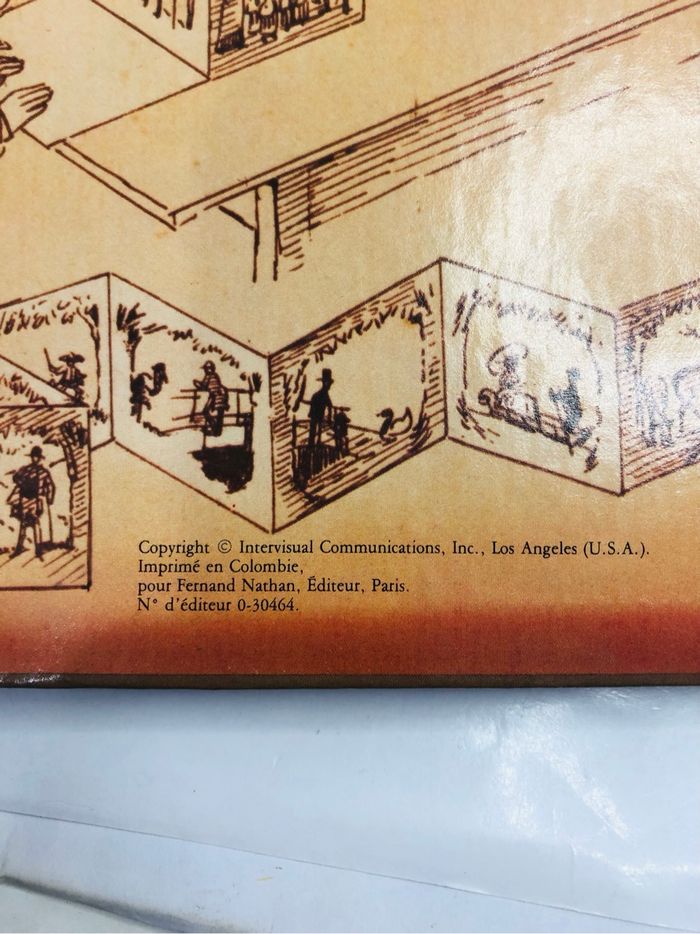 Copyright © Intervisual Communications, Inc., Los Angeles (U.S.A.).
Imprimé en Colombie,
pour Fernand Nathan, Éditeur, Paris.
N° d'éditeur 0-30464.